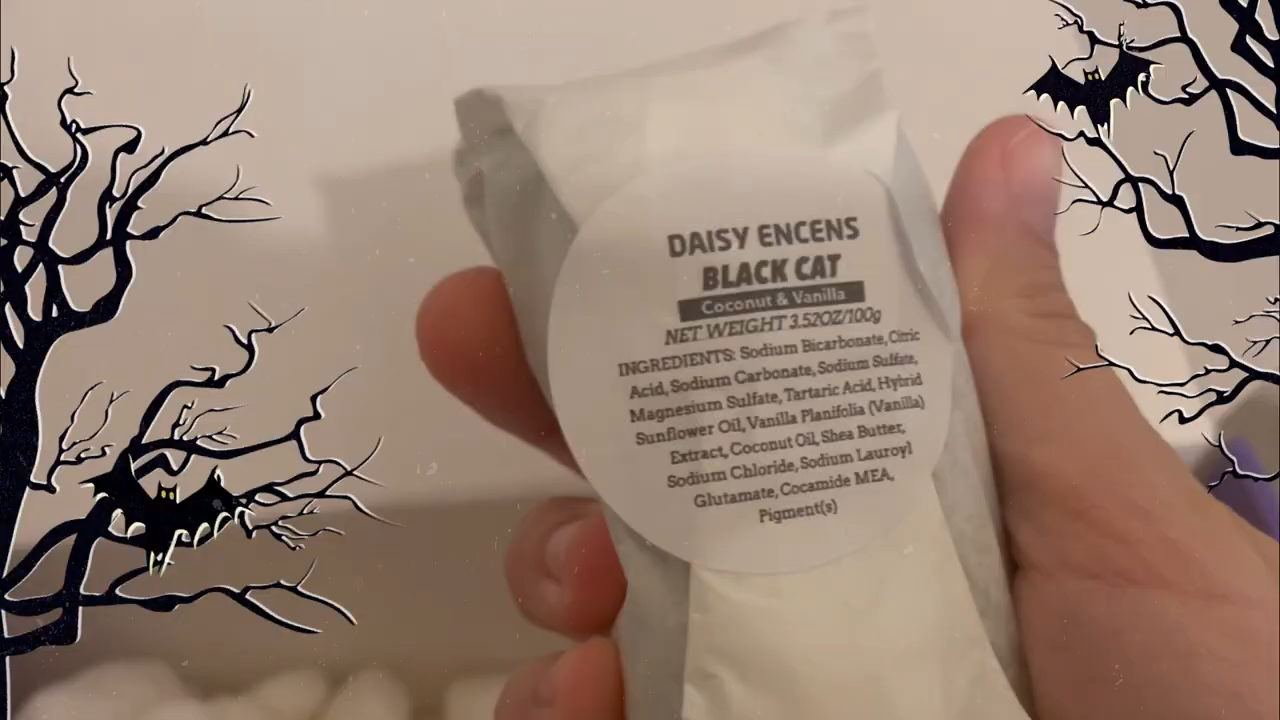 DAISY ENCENS
BLACK CAT
Coconut & Vanilla
NET WEIGHT 3.52OZ/100g
INGREDIENTS: Sodium Bicarbonate, Citric
Acid, Sodium Carbonate, Sodium Sulfate,
Magnesium Sulfate, Tartaric Acid, Hybrid
Sunflower Oil, Vanilla Planifolia (Vanilla)
Extract, Coconut Oil, Shea Butter,
Sodium Chloride, Sodium Lauroyl
Glutamate, Cocamide MEA,
Pigment(s)